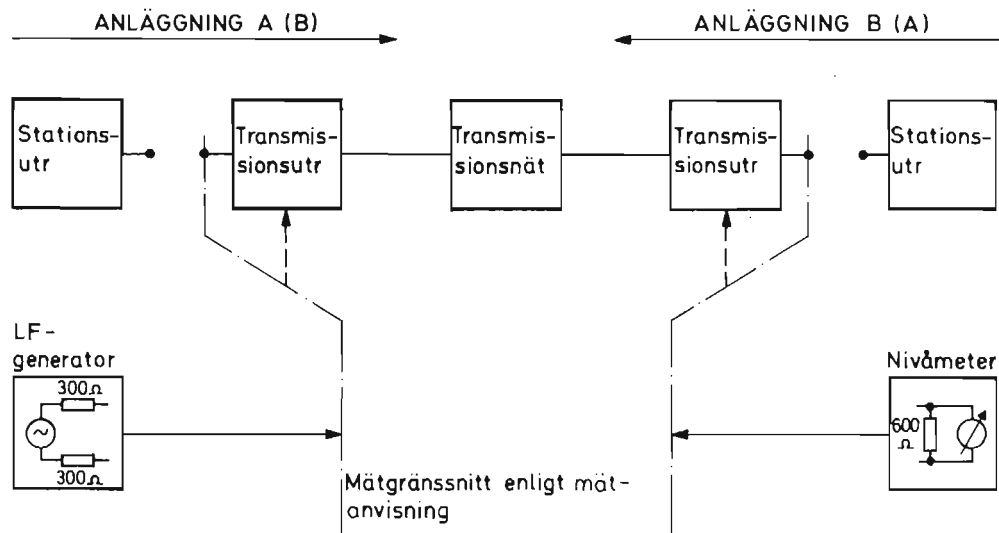 ANLÄGGNING A (B)
ANLÄGGNING B (A)
Stations-
utr
Transmis-
sionsutr
Transmis-
sionsnät
Transmis-
sionsutr
Stations-
utr
LF-
generator
300Ω
~
300Ω
Nivåmeter
600
Ω
Mätgränssnitt enligt mät-
anvisning